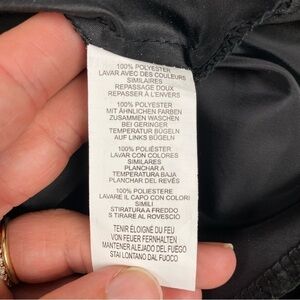 100% POLYESTER
LAVAR AVEC DES COULEURS
SIMILAIRES
REPASSAGE DOUX
REPASSER À L'ENVERS
100% POLYESTER
MIT ÄHNLICHEN FARBEN
ZUSAMMEN WASCHEN
BEI GERINGER
TEMPERATUR BÜGELN
AUF LINKS BÜGELN
100% POLIÉSTER
LAVAR CON COLORES
SIMILARES
PLANCHAR A
TEMPERATURA BAJA
PLANCHAR DEL REVÉS
100% POLIESTERE
LAVARE IL CAPO CON COLORI
SIMILI
STIRATURA A FREDDO
S TIRARE AL ROVESCIO
TENIR ÉLOIGNÉ DU FEU
VON FEUER FERNHALTEN
MANTENER ALEJADO DEL FUEGO
STAI LONTANO DAL FUOCO